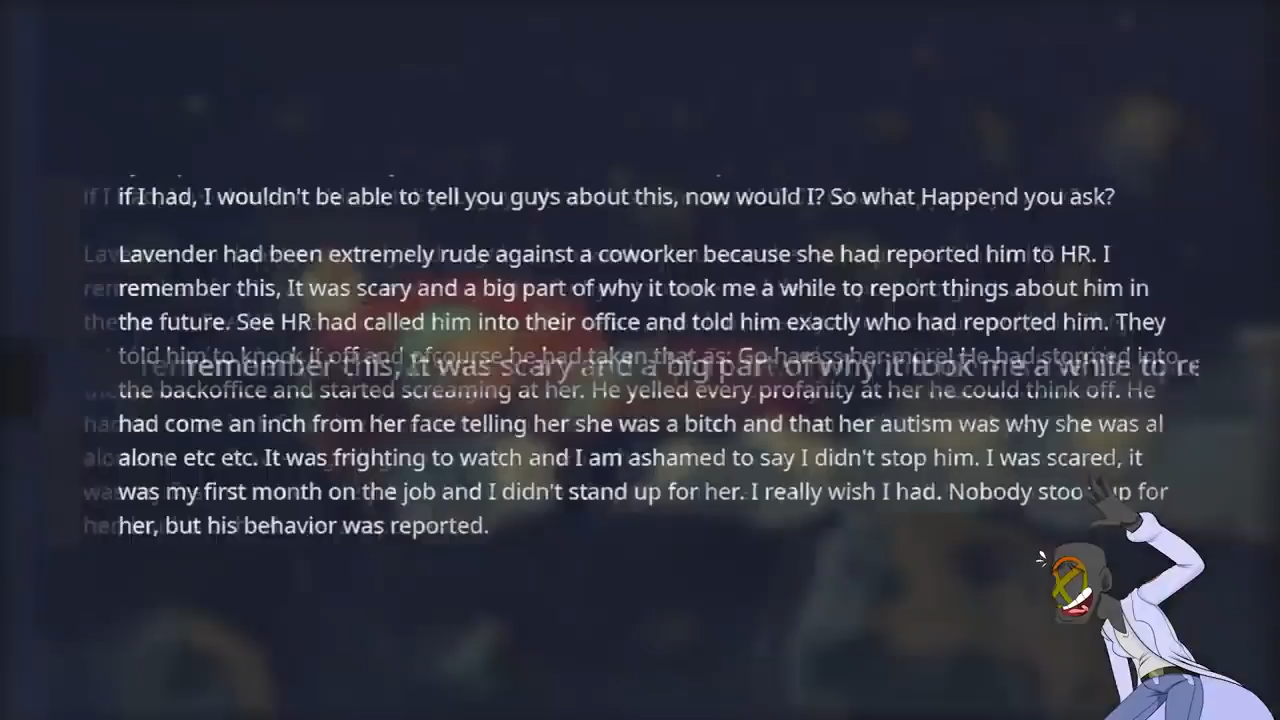 if I had, I wouldn't be able to tell you guys about this, now would I? So what Happend you ask?
Lavender had been extremely rude against a coworker because she had reported him to HR. I
remember this, It was scary and a big part of why it took me a while to report things about him in
the future. See HR had called him into their office and told him exactly who had reported him. They
told him to knock it off and of course he had taken that as: Go harass her more! He had stormed into
remember this, It was scary and a big part of why it took me a while to re
the backoffice and started screaming at her. He yelled every profanity at her he could think off. He
had come an inch from her face telling her she was a bitch and that her autism was why she was al
alone etc etc. It was frighting to watch and I am ashamed to say I didn't stop him. I was scared, it
was my first month on the job and I didn't stand up for her. I really wish I had. Nobody stoo up for
her, but his behavior was reported.